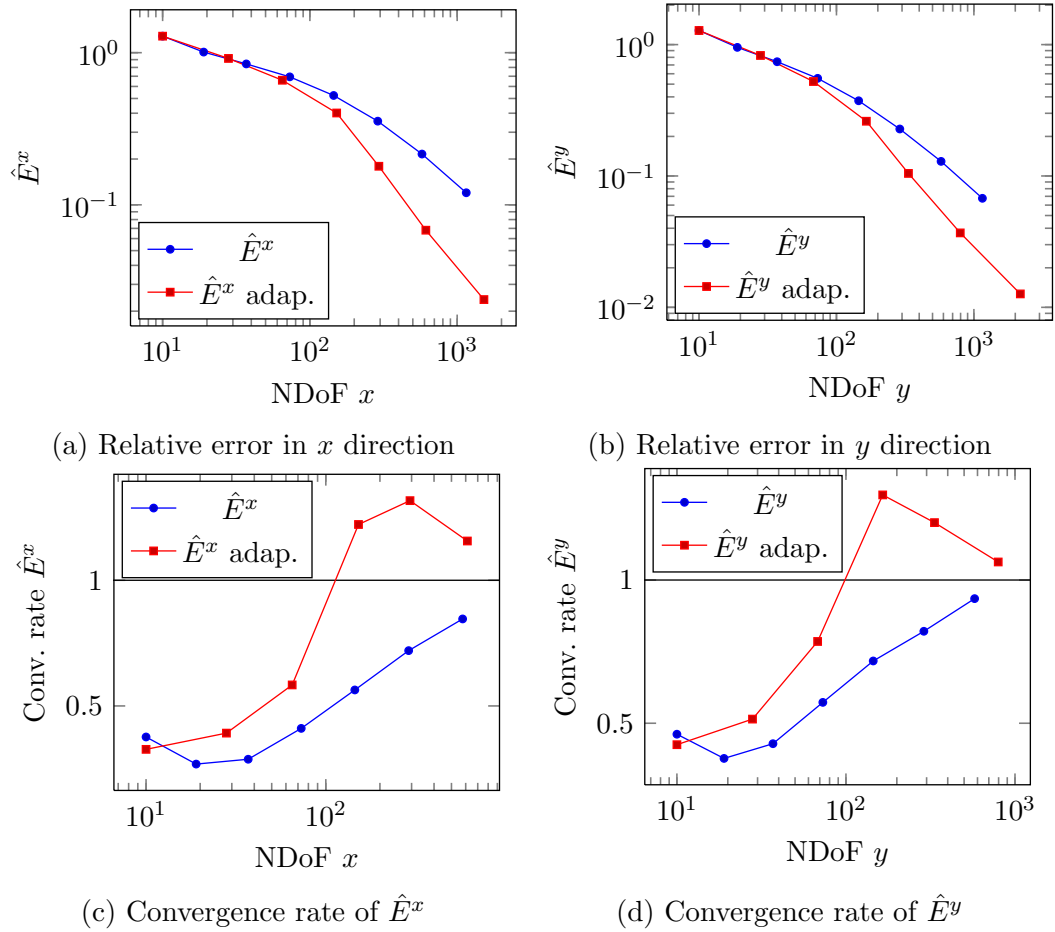 10^0
10^{-1}
Ê^x
Ê^x
Ê^x adap.
10^1
10^2
10^3
NDoF x
(a) Relative error in x direction
10^0
10^{-1}
10^{-2}
Ê^y
Ê^y
Ê^y adap.
10^1
10^2
10^3
NDoF y
(b) Relative error in y direction
1
0.5
Conv. rate Ê^x
Ê^x
Ê^x adap.
10^1
10^2
NDoF x
(c) Convergence rate of Ê^x
1
0.5
Conv. rate Ê^y
Ê^y
Ê^y adap.
10^1
10^2
10^3
NDoF y
(d) Convergence rate of Ê^y